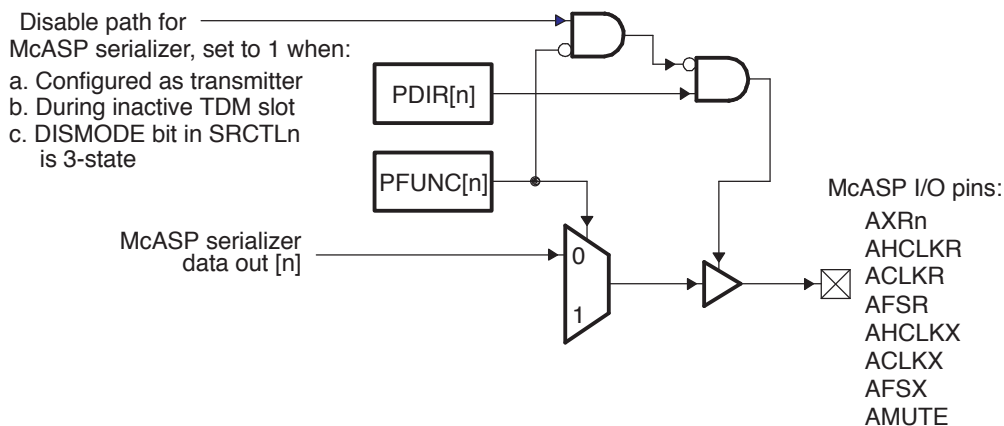 Disable path for
McASP serializer, set to 1 when:
a. Configured as transmitter
b. During inactive TDM slot
c. DISMODE bit in SRCTLn
is 3-state
PDIR[n]
PFUNC[n]
McASP serializer
data out [n]
0
1
McASP I/O pins:
AXRn
AHCLKR
ACLKR
AFSR
AHCLKX
ACLKX
AFSX
AMUTE